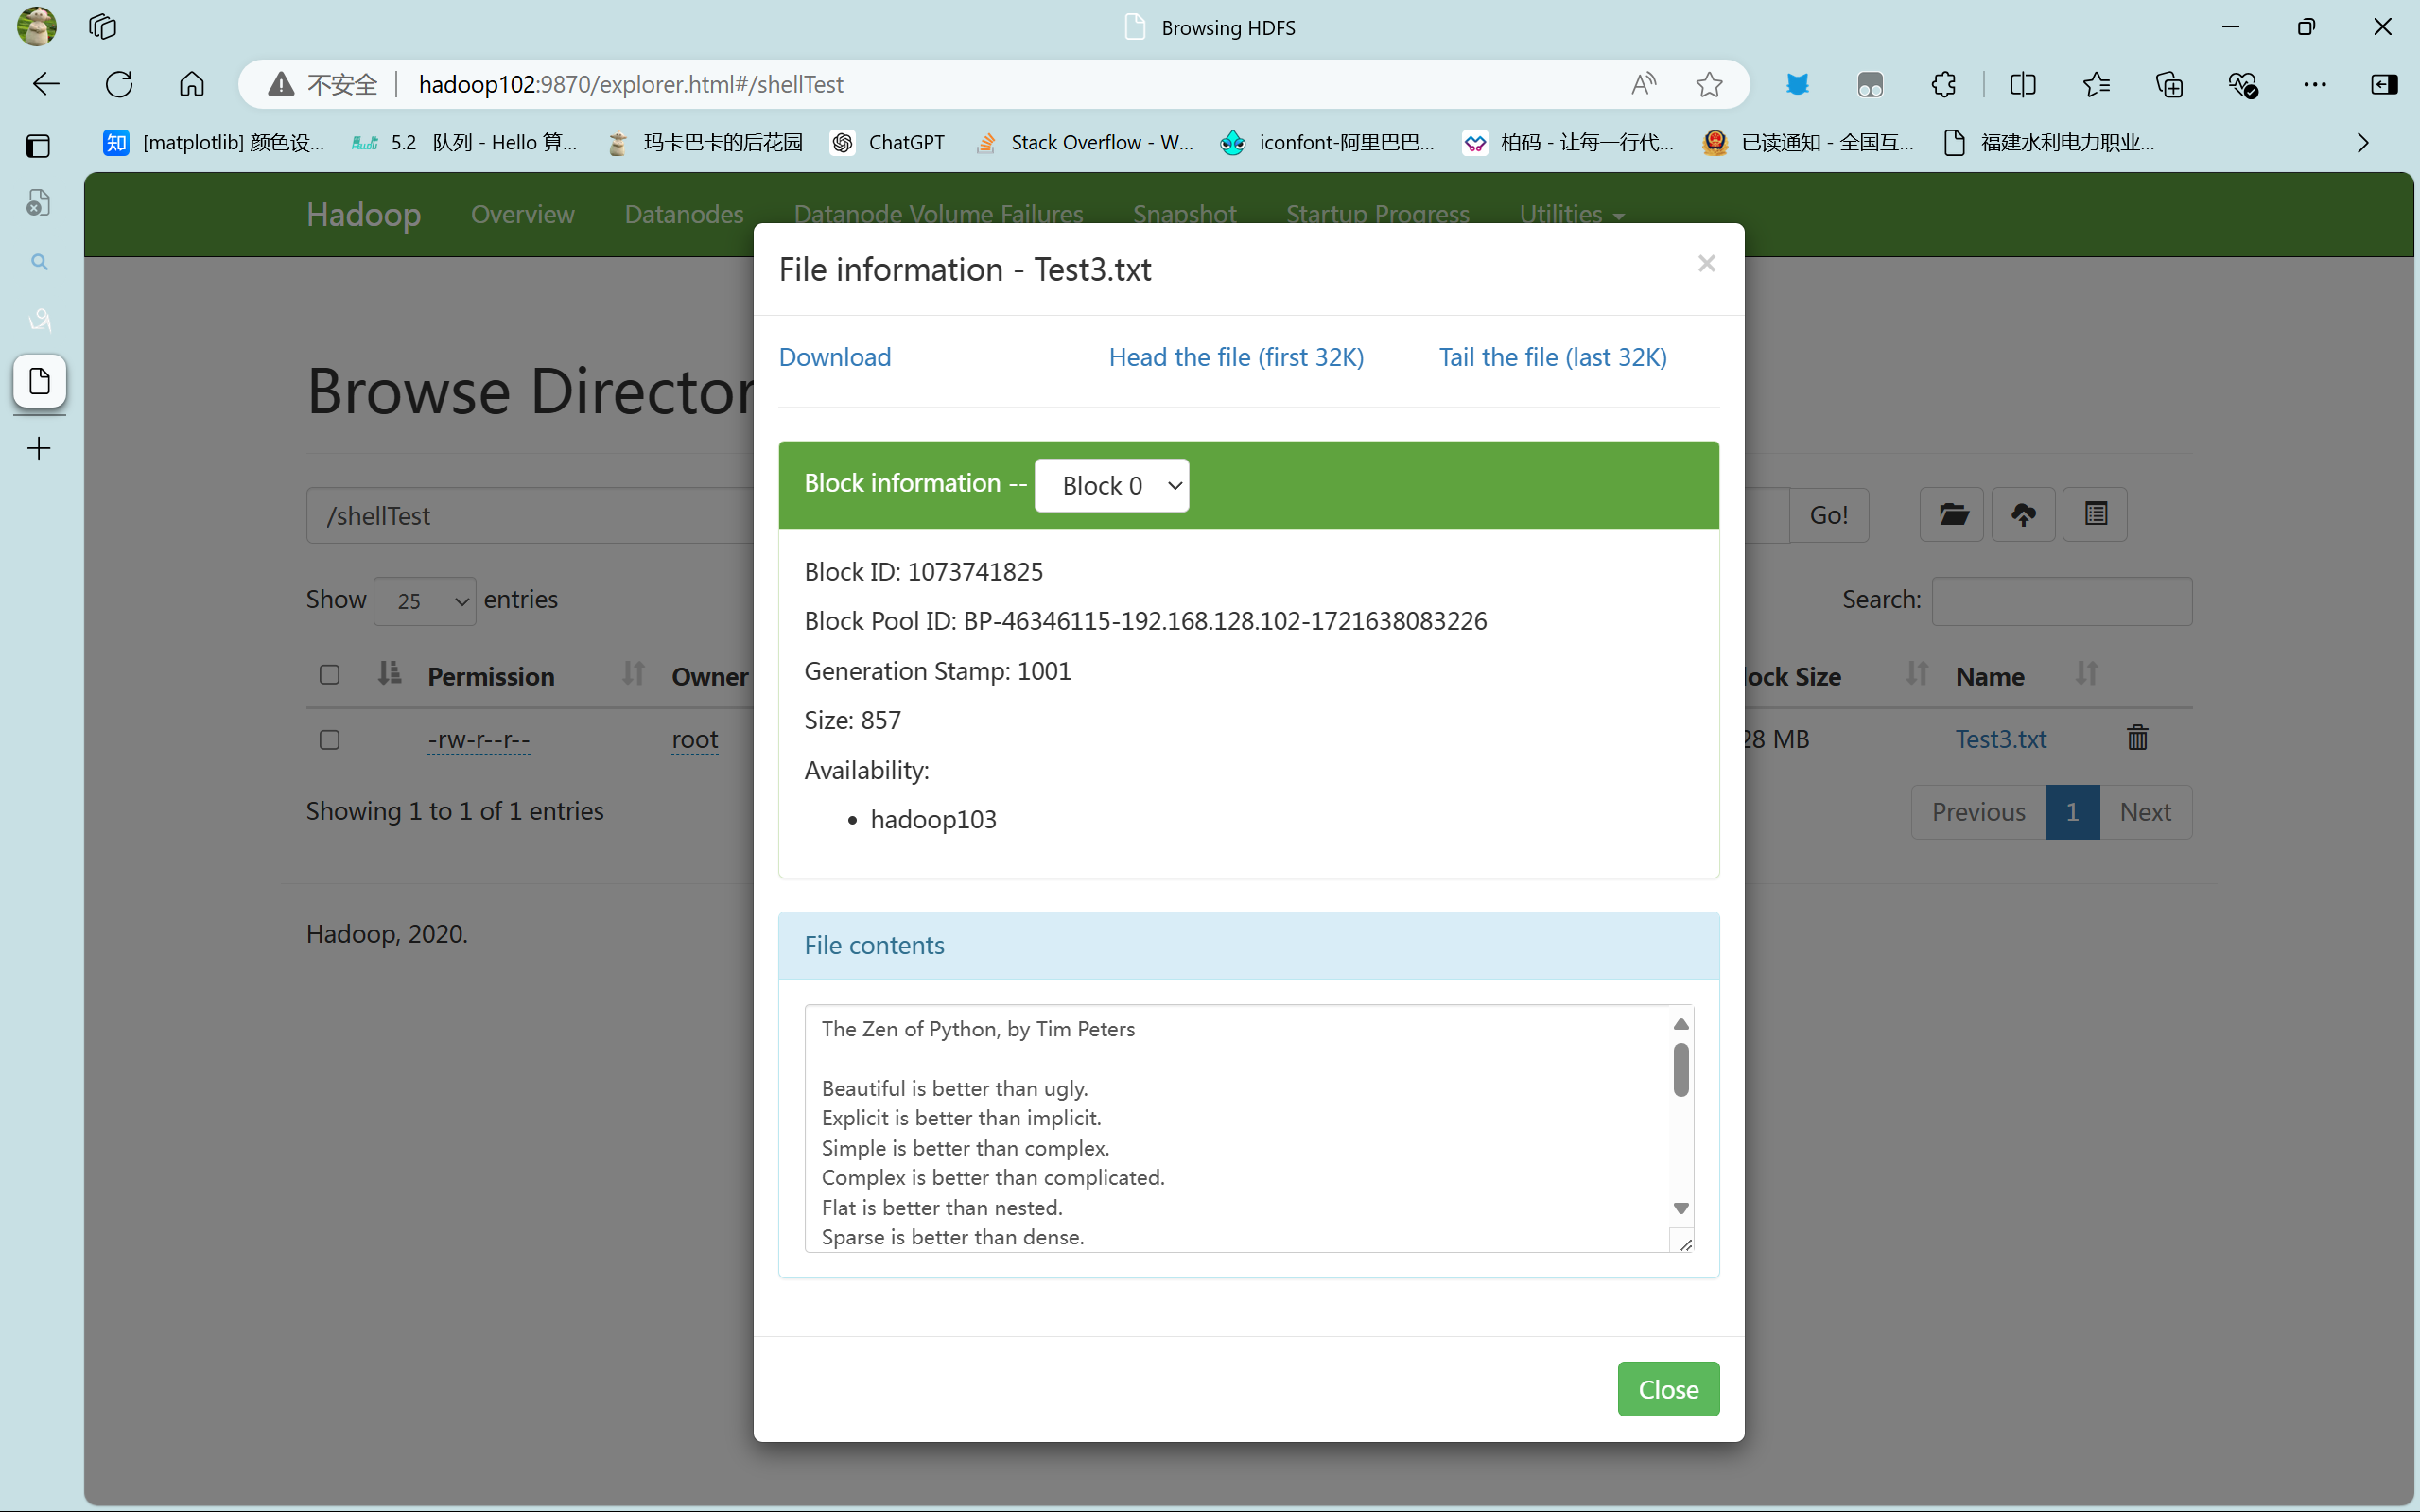 Browsing HDFS
不安全 hadoop102:9870/explorer.html#/shellTest
[matplotlib] 颜色设... 5.2 队列 - Hello 算... 玛卡巴卡的后花园 ChatGPT Stack Overflow - W... iconfont-阿里巴巴... 柏码 - 让每一行代... 已读通知 - 全国互... 福建水利电力职业...
Hadoop Overview Datanodes Datanode Volume Failures Snapshot Startup Progress Utilities
File information - Test3.txt ×
Download Head the file (first 32K) Tail the file (last 32K)
Browse Director
Block information -- Block 0
/shellTest Go!
Block ID: 1073741825
Show 25 entries Search:
Block Pool ID: BP-46346115-192.168.128.102-1721638083226
Generation Stamp: 1001
Permission Owner lock Size Name
Size: 857
-rw-r--r-- root 28 MB Test3.txt
Availability:
hadoop103
Showing 1 to 1 of 1 entries Previous 1 Next
Hadoop, 2020.
File contents
The Zen of Python, by Tim Peters
Beautiful is better than ugly.
Explicit is better than implicit.
Simple is better than complex.
Complex is better than complicated.
Flat is better than nested.
Sparse is better than dense.
Close